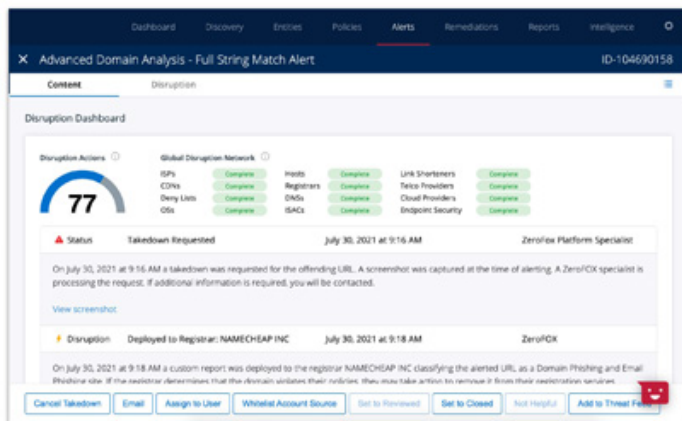 Dashboard Discovery Entities Policies Alerts Remediations Reports Intelligence
× Advanced Domain Analysis - Full String Match Alert ID-104690158
Content Disruption
Disruption Dashboard
Disruption Actions Global Disruption Network
77
ISPs Complete Hosts Complete Link Shorteners Complete
CDNs Complete Registrars Complete Telco Providers Complete
Deny Lists Complete DNSs Complete Cloud Providers Complete
OSs Complete ISACs Complete Endpoint Security Complete
Status Takedown Requested July 30, 2021 at 9:16 AM ZeroFox Platform Specialist
On July 30, 2021 at 9:16 AM a takedown was requested for the offending URL. A screenshot was captured at the time of alerting. A ZeroFOX specialist is
processing the request. If additional information is required, you will be contacted.
View screenshot
Disruption Deployed to Registrar: NAMECHEAP INC July 30, 2021 at 9:18 AM ZeroFOX
On July 30, 2021 at 9:18 AM a custom report was deployed to the registrar NAMECHEAP INC classifying the alerted URL as a Domain Phishing and Email
Phishing site. If the registrar determines that the domain violates their policies, they may take action to remove it from their registration services.
Cancel Takedown Email Assign to User Whitelist Account Source Set to Reviewed Set to Closed Not Helpful Add to Threat Feed